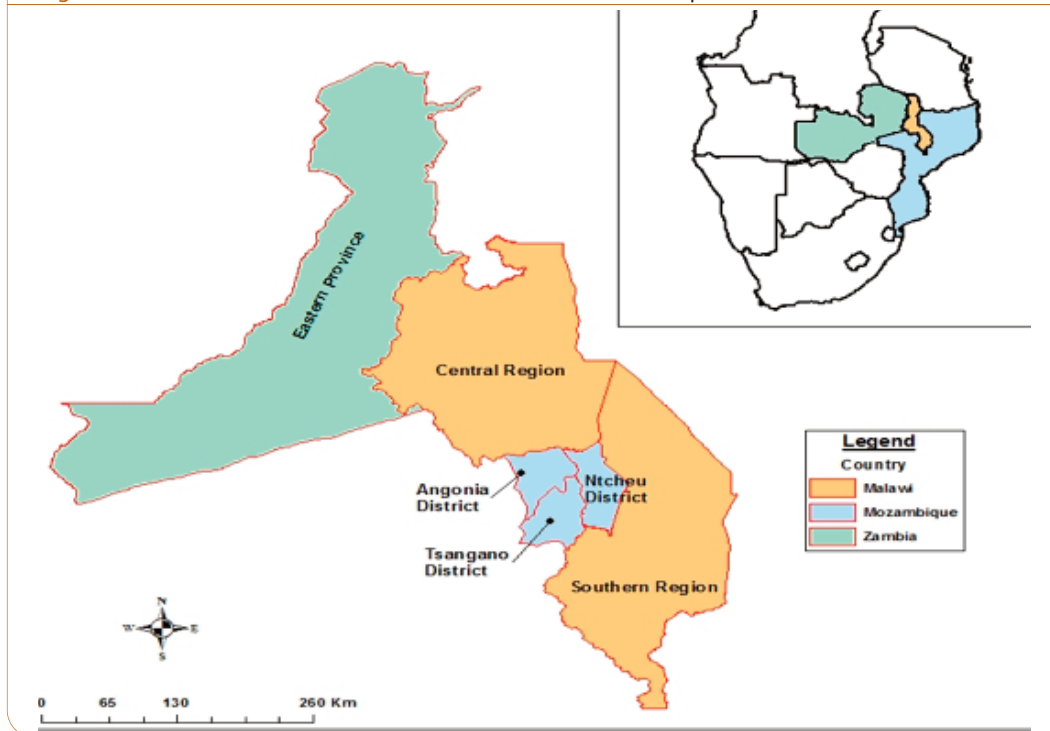 Eastern Province
Central Region
Angonia
District
Ntcheu
District
Tsangano
District
Southern Region
Legend
Country
Malawi
Mozambique
Zambia
N
W E
S
0 65 130 260 Km